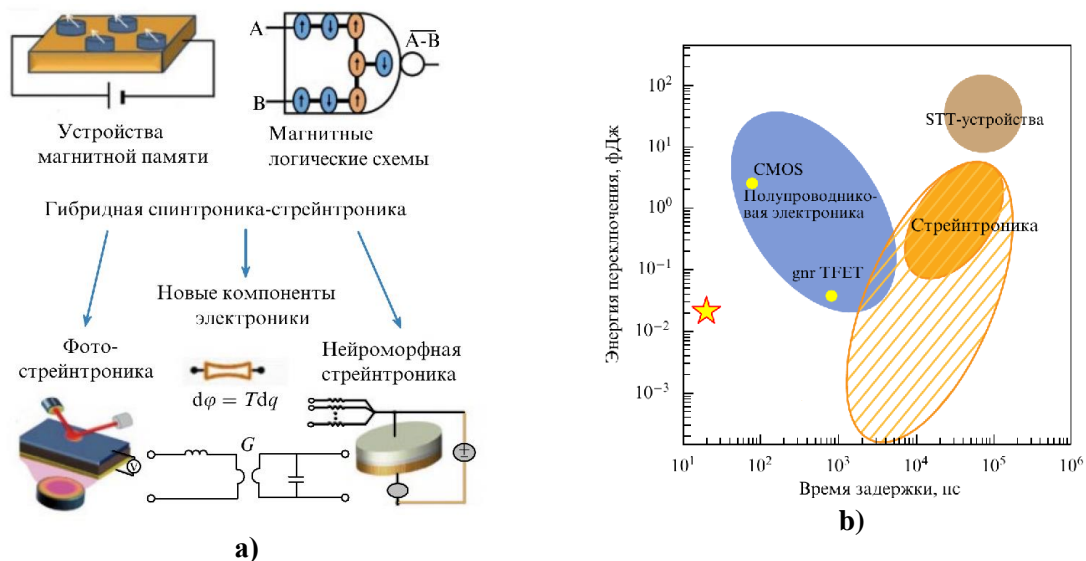 A
B
A-B
Устройства
магнитной памяти
Магнитные
логические схемы
Гибридная спинтроника-стрейнтроника
Новые компоненты
электроники
Фото-
стрейнтроника
Нейроморфная
стрейнтроника
dφ = Tdq
V
G
а)
Энергия переключения, фДж
10²
10¹
10⁰
10⁻¹
10⁻²
10⁻³
STT-устройства
CMOS
Полупроводнико-
вая электроника
Стрейнтроника
gnr TFET
10¹ 10² 10³ 10⁴ 10⁵ 10⁶
Время задержки, пс
b)